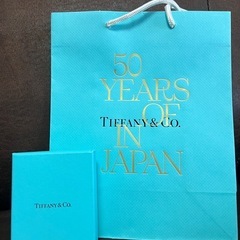 50
YEARS
OF
TIFFANY & CO.
IN
JAPAN
TIFFANY & CO.